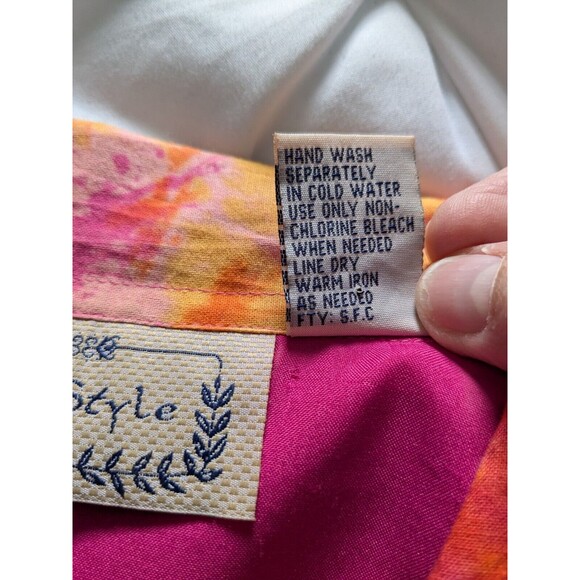 HAND WASH
SEPARATELY
IN COLD WATER
USE ONLY NON-
CHLORINE BLEACH
WHEN NEEDED
LINE DRY
WARM IRON
AS NEEDED
FTY: S.F.C
Style